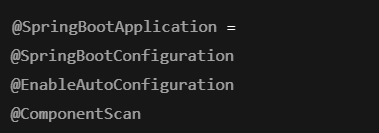 @SpringBootApplication =
@SpringBootConfiguration
@EnableAutoConfiguration
@ComponentScan